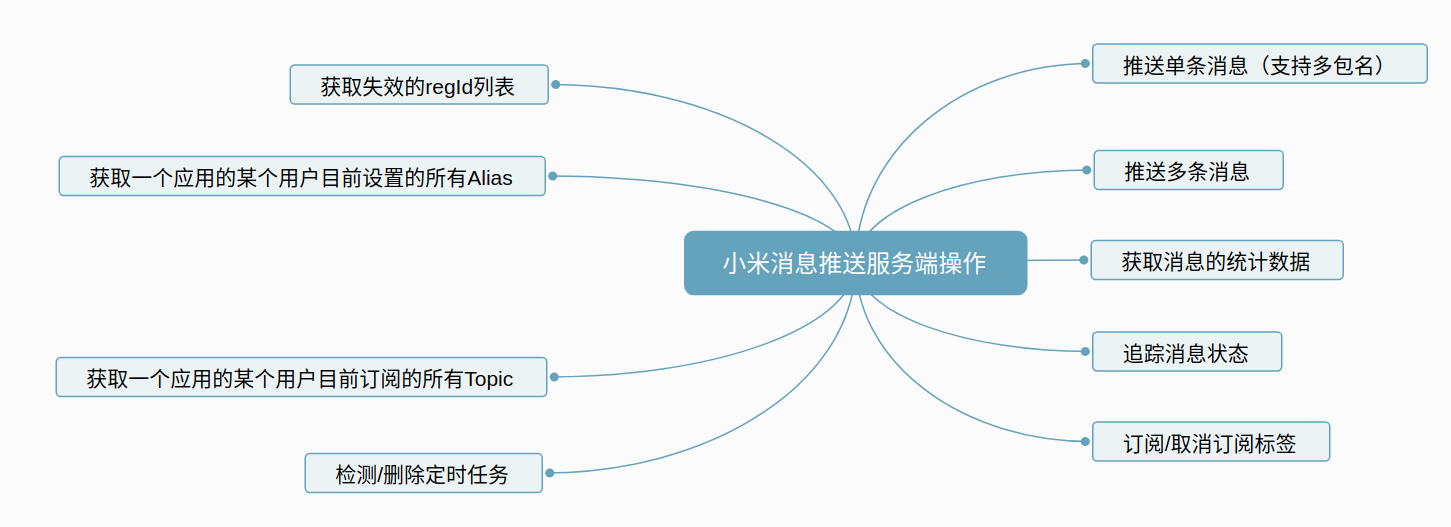 小米消息推送服务端操作
推送单条消息（支持多包名）
推送多条消息
获取消息的统计数据
追踪消息状态
订阅/取消订阅标签
获取失效的regId列表
获取一个应用的某个用户目前设置的所有Alias
获取一个应用的某个用户目前订阅的所有Topic
检测/删除定时任务